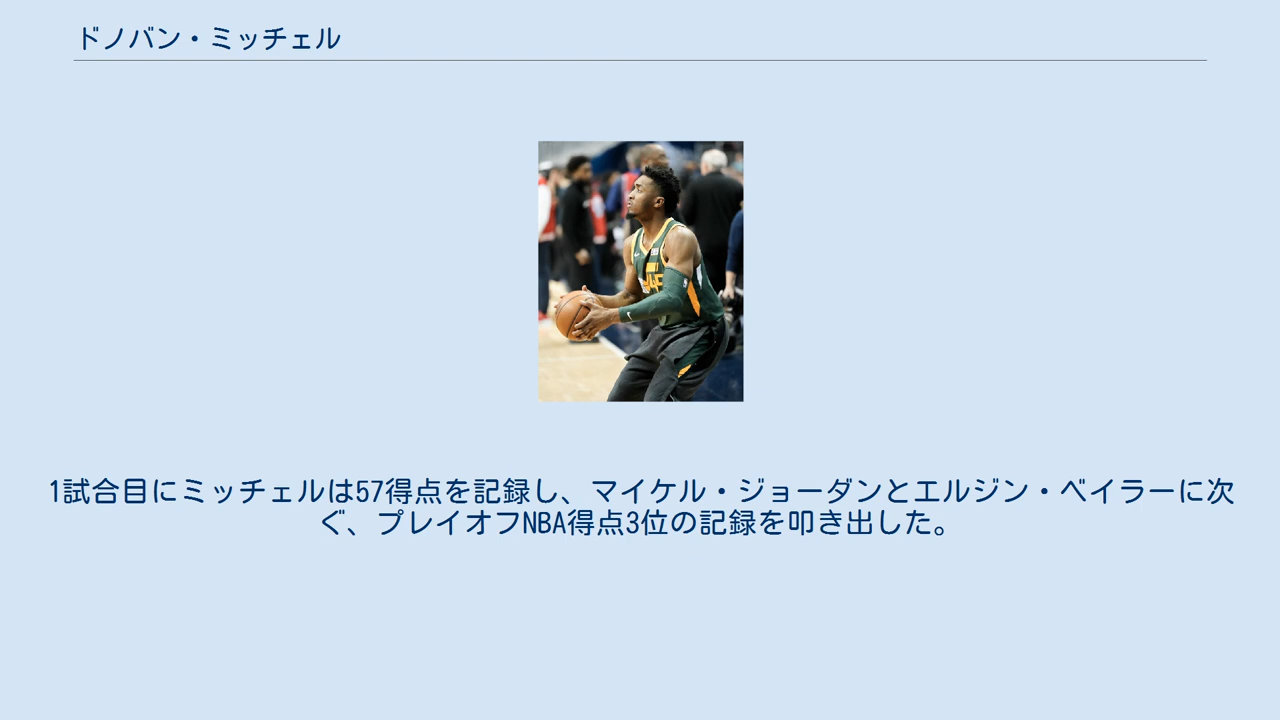 ドノバン・ミッチェル
1試合目にミッチェルは57得点を記録し、マイケル・ジョーダンとエルジン・ベイラーに次
ぐ、プレイオフNBA得点3位の記録を叩き出した。